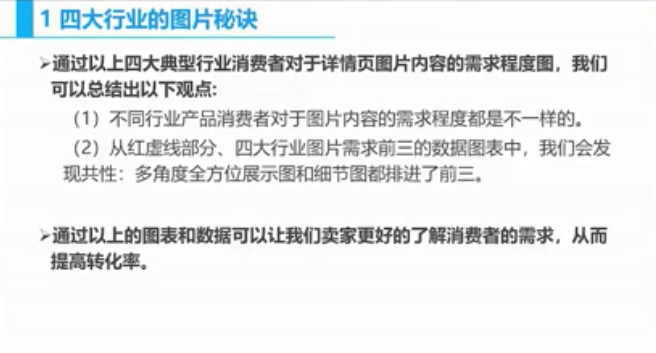 1 四大行业的图片秘诀
➢通过以上四大典型行业消费者对于详情页图片内容的需求程度图，我们
可以总结出以下观点:
（1）不同行业产品消费者对于图片内容的需求程度都是不一样的。
（2）从红虚线部分、四大行业图片需求前三的数据图表中，我们会发
现共性：多角度全方位展示图和细节图都排进了前三。
➢通过以上的图表和数据可以让我们卖家更好的了解消费者的需求，从而
提高转化率。